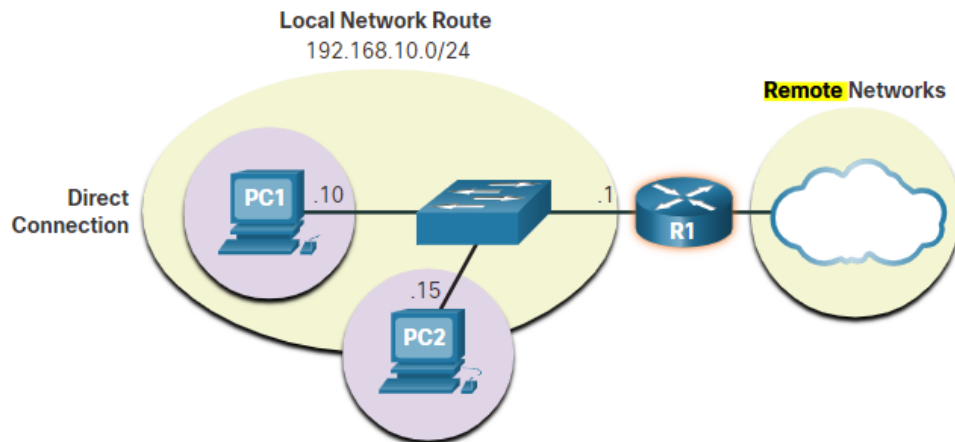 Local Network Route
192.168.10.0/24
Remote Networks
Direct
Connection
PC1
.10
.1
R1
.15
PC2